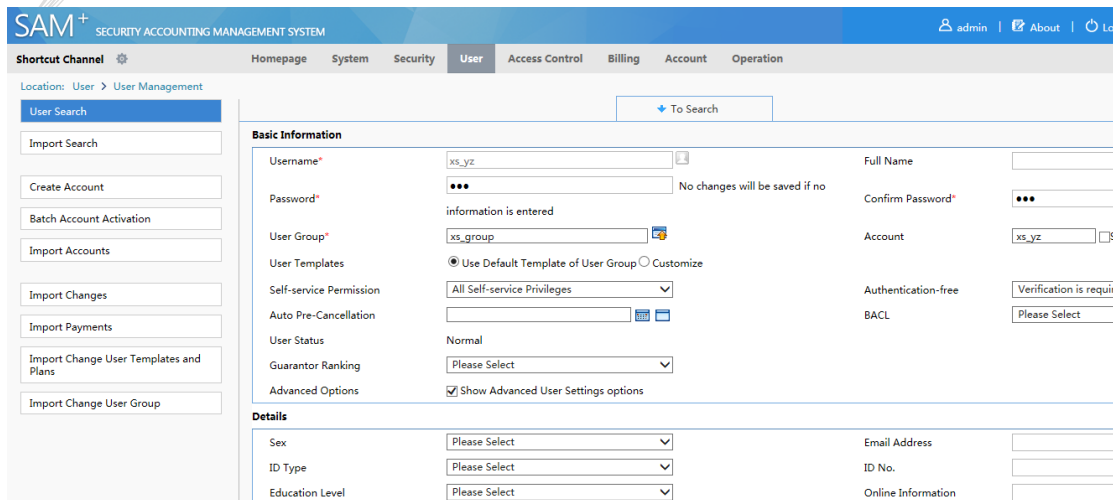 SAM+ SECURITY ACCOUNTING MANAGEMENT SYSTEM
admin | About |
Shortcut Channel
Homepage System Security User Access Control Billing Account Operation
Location: User > User Management
User Search
Import Search
Create Account
Batch Account Activation
Import Accounts
Import Changes
Import Payments
Import Change User Templates and
Plans
Import Change User Group
To Search
Basic Information
Username* xs_yz Full Name
Password* ●●● No changes will be saved if no
information is entered
Confirm Password* ●●●
User Group* xs_group Account xs_yz
User Templates Use Default Template of User Group Customize
Self-service Permission All Self-service Privileges Authentication-free Verification is requi
Auto Pre-Cancellation BACL Please Select
User Status Normal
Guarantor Ranking Please Select
Advanced Options Show Advanced User Settings options
Details
Sex Please Select Email Address
ID Type Please Select ID No.
Education Level Please Select Online Information